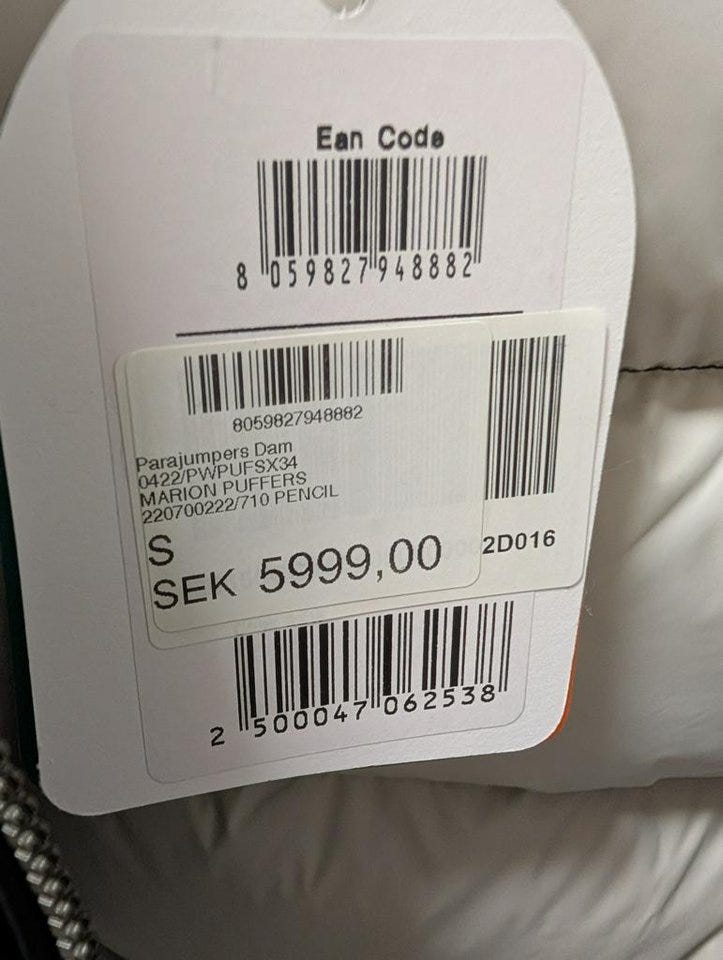 Ean Code
8 059827 948882
8059827948882
Parajumpers Dam
0422/PWPUFSX34
MARION PUFFERS
220700222/710 PENCIL
S
SEK 5999,00
2D016
2 500047 062538